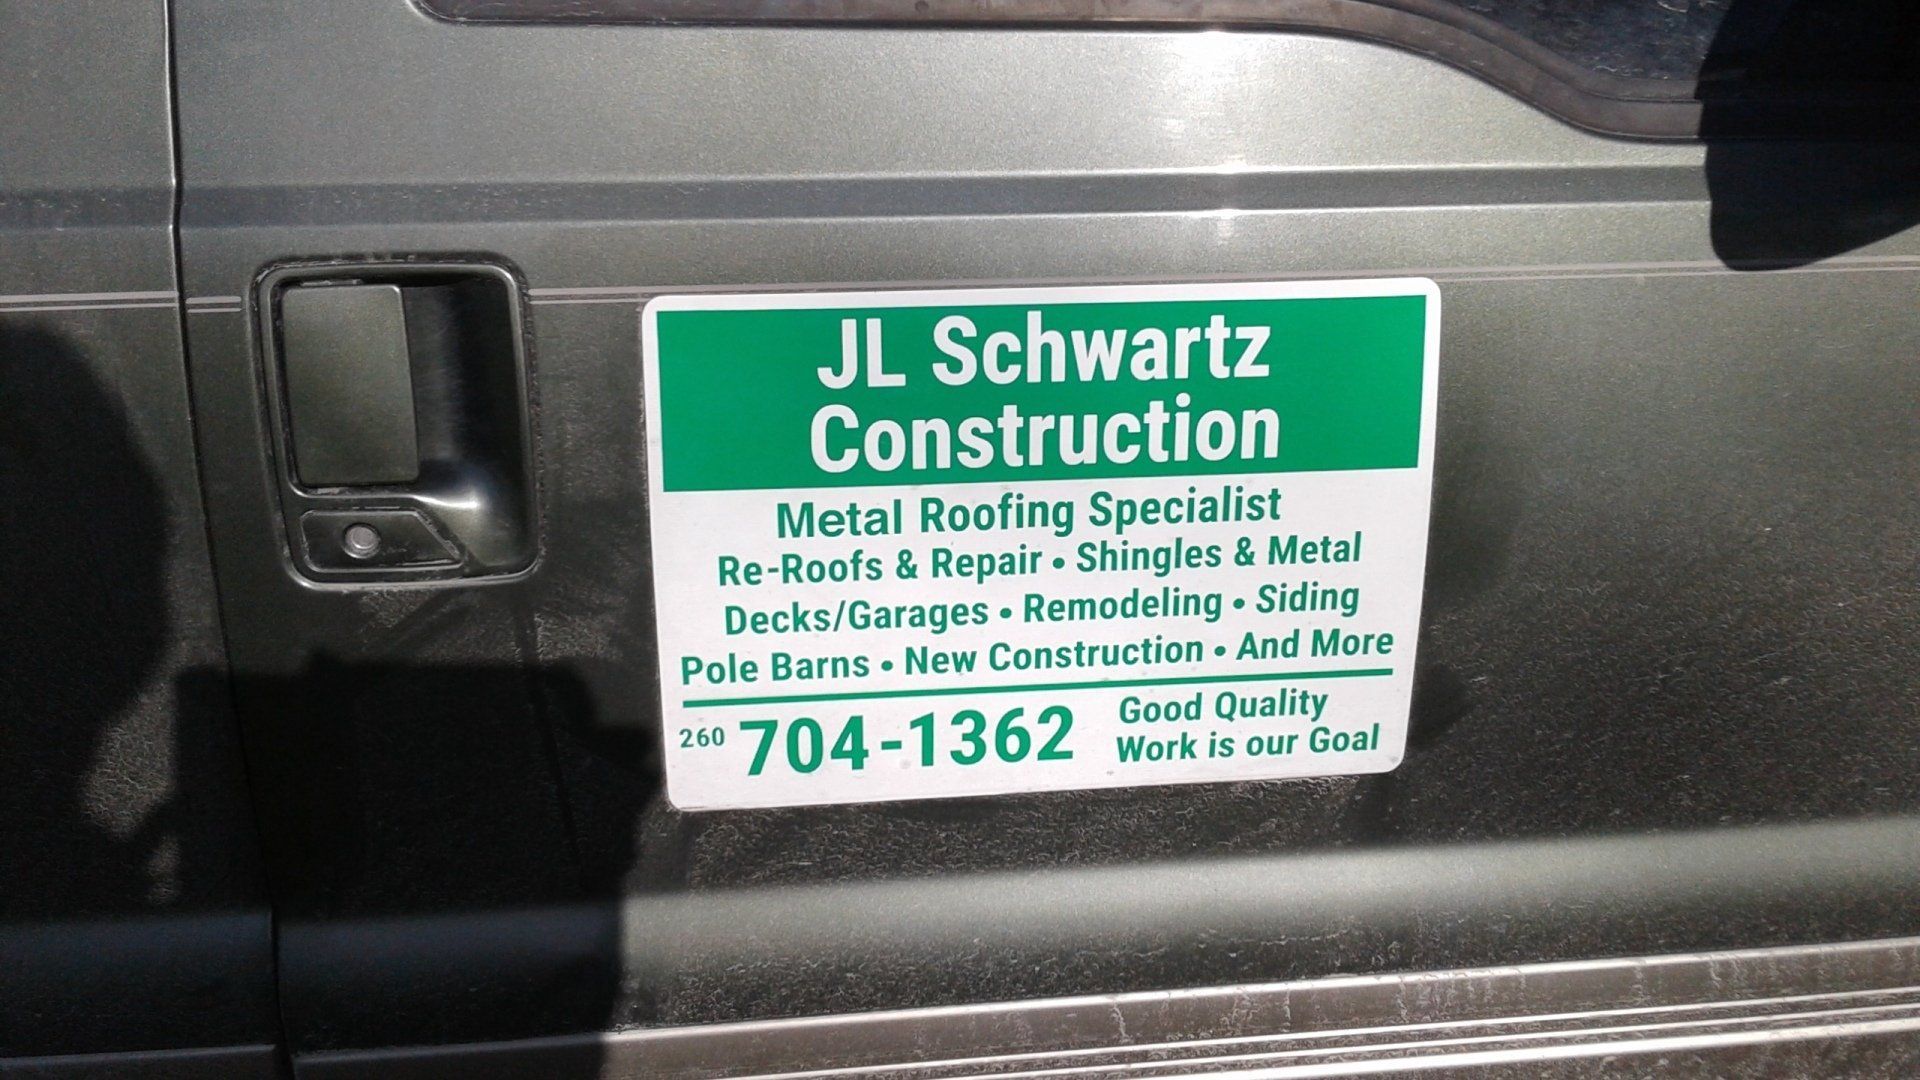 JL Schwartz
Construction
Metal Roofing Specialist
Re-Roofs & Repair • Shingles & Metal
Decks/Garages • Remodeling • Siding
Pole Barns • New Construction • And More
260 704-1362
Good Quality
Work is our Goal